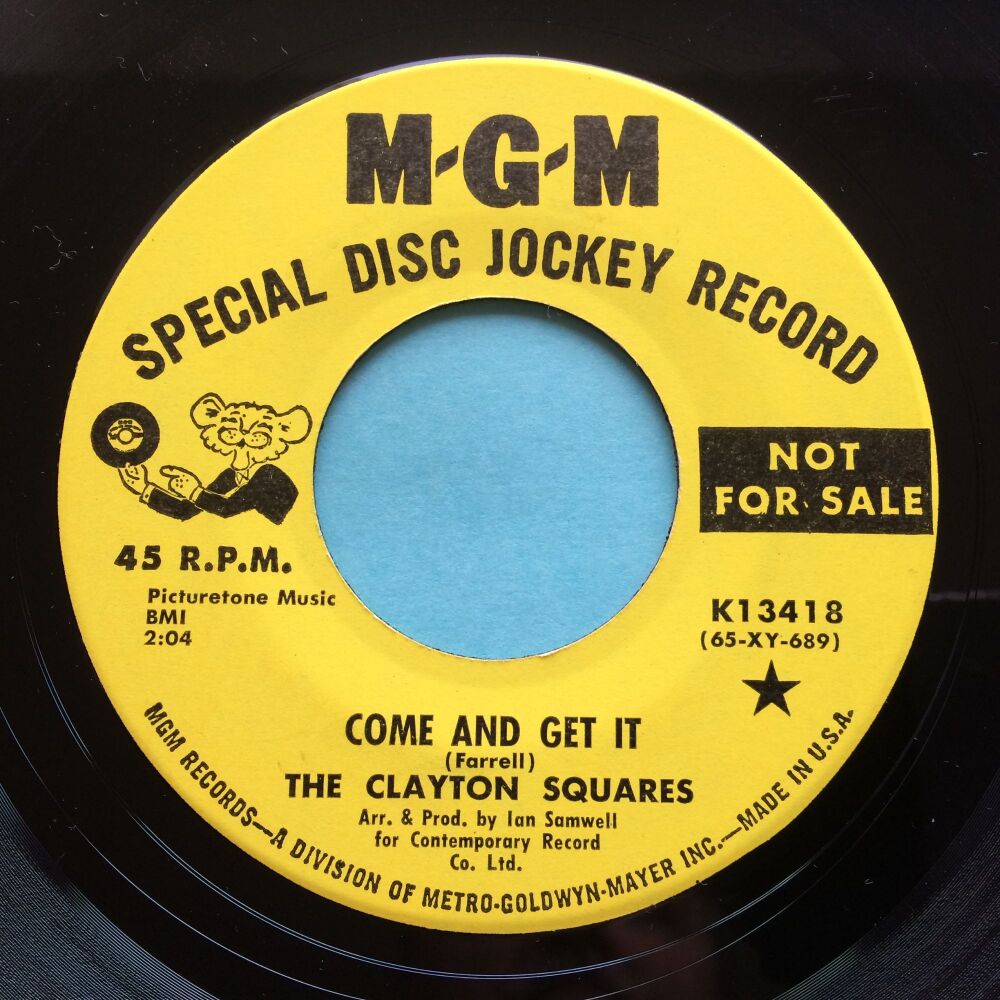 M-G-M
SPECIAL DISC JOCKEY RECORD
NOT
FOR SALE
45 R.P.M.
Picturetone Music
BMI
2:04
K13418
(65-XY-689)
COME AND GET IT
(Farrell)
THE CLAYTON SQUARES
Arr. & Prod. by Ian Samwell
for Contemporary Record
Co. Ltd.
MGM RECORDS—A DIVISION OF METRO-GOLDWYN-MAYER INC.—MADE IN U.S.A.